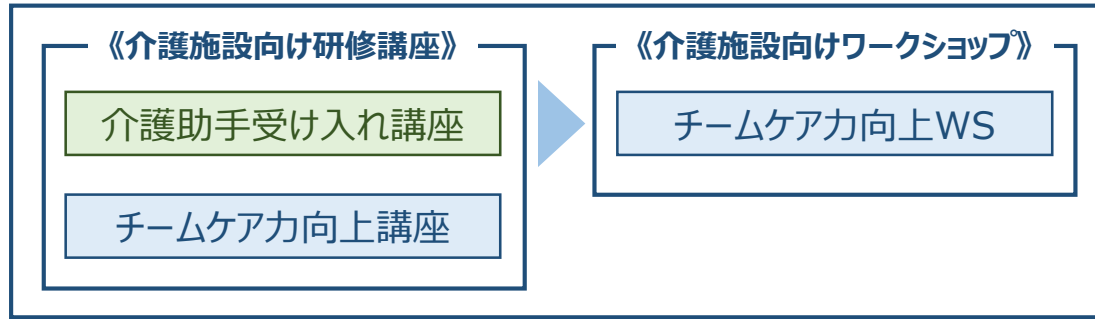 《介護施設向け研修講座》
介護助手受け入れ講座
チームケア力向上講座
《介護施設向けワークショップ》
チームケア力向上WS